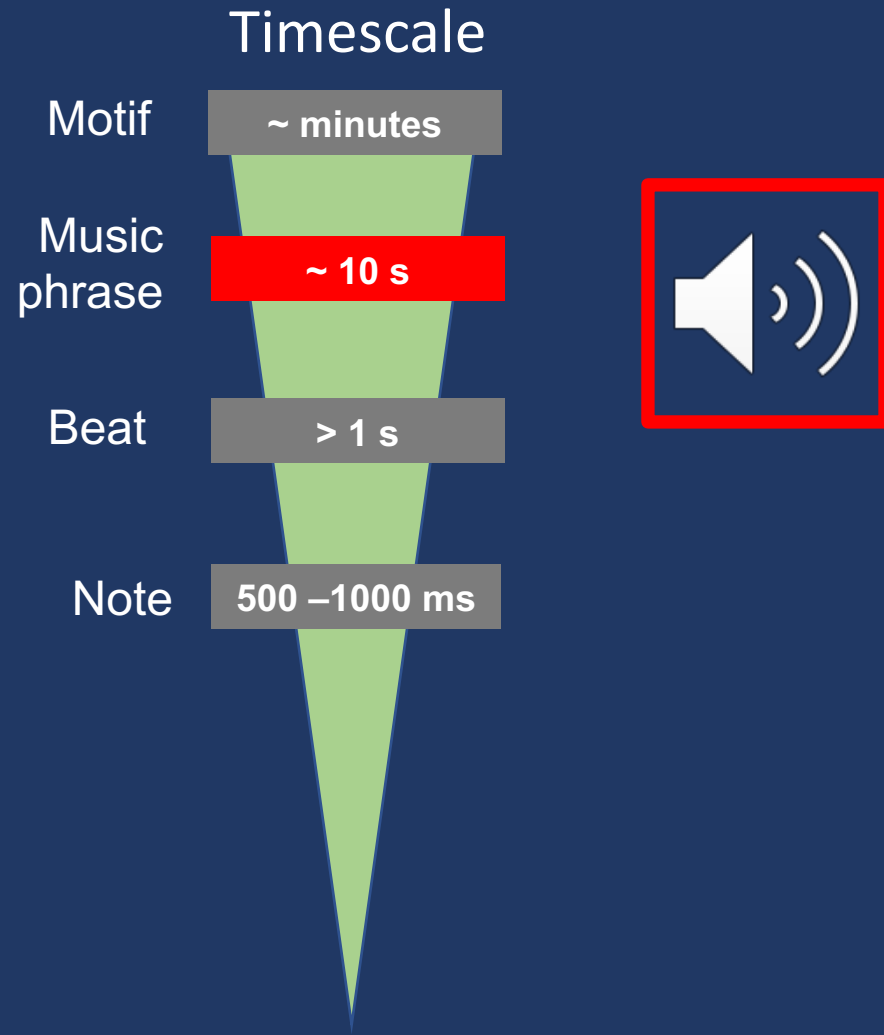 Timescale
Motif
~ minutes
Music
phrase
~ 10 s
Beat
> 1 s
Note
500 –1000 ms